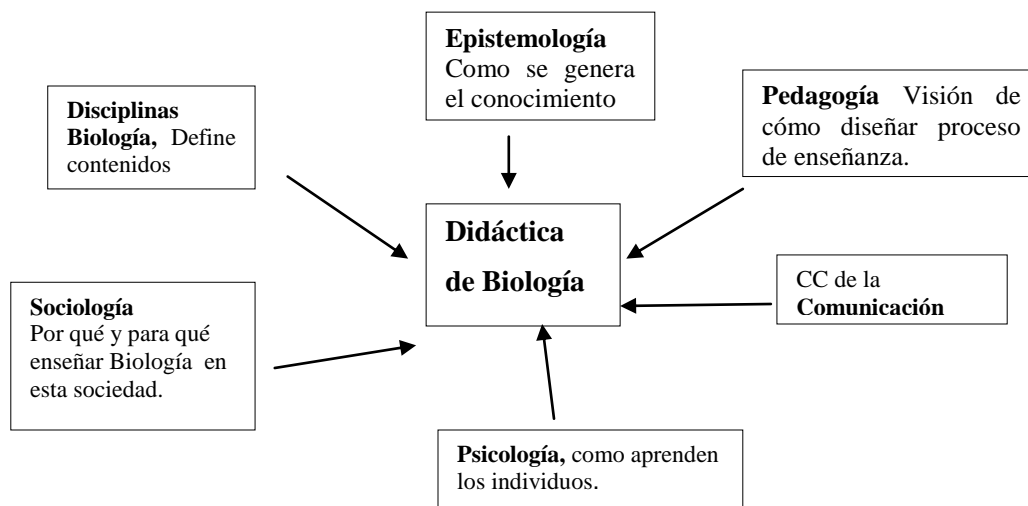 Epistemología
Como se genera
el conocimiento
Disciplinas
Biología, Define
contenidos
Pedagogía Visión de
cómo diseñar proceso
de enseñanza.
Didáctica
de Biología
Sociología
Por qué y para qué
enseñar Biología en
esta sociedad.
CC de la
Comunicación
Psicología, como aprenden
los individuos.